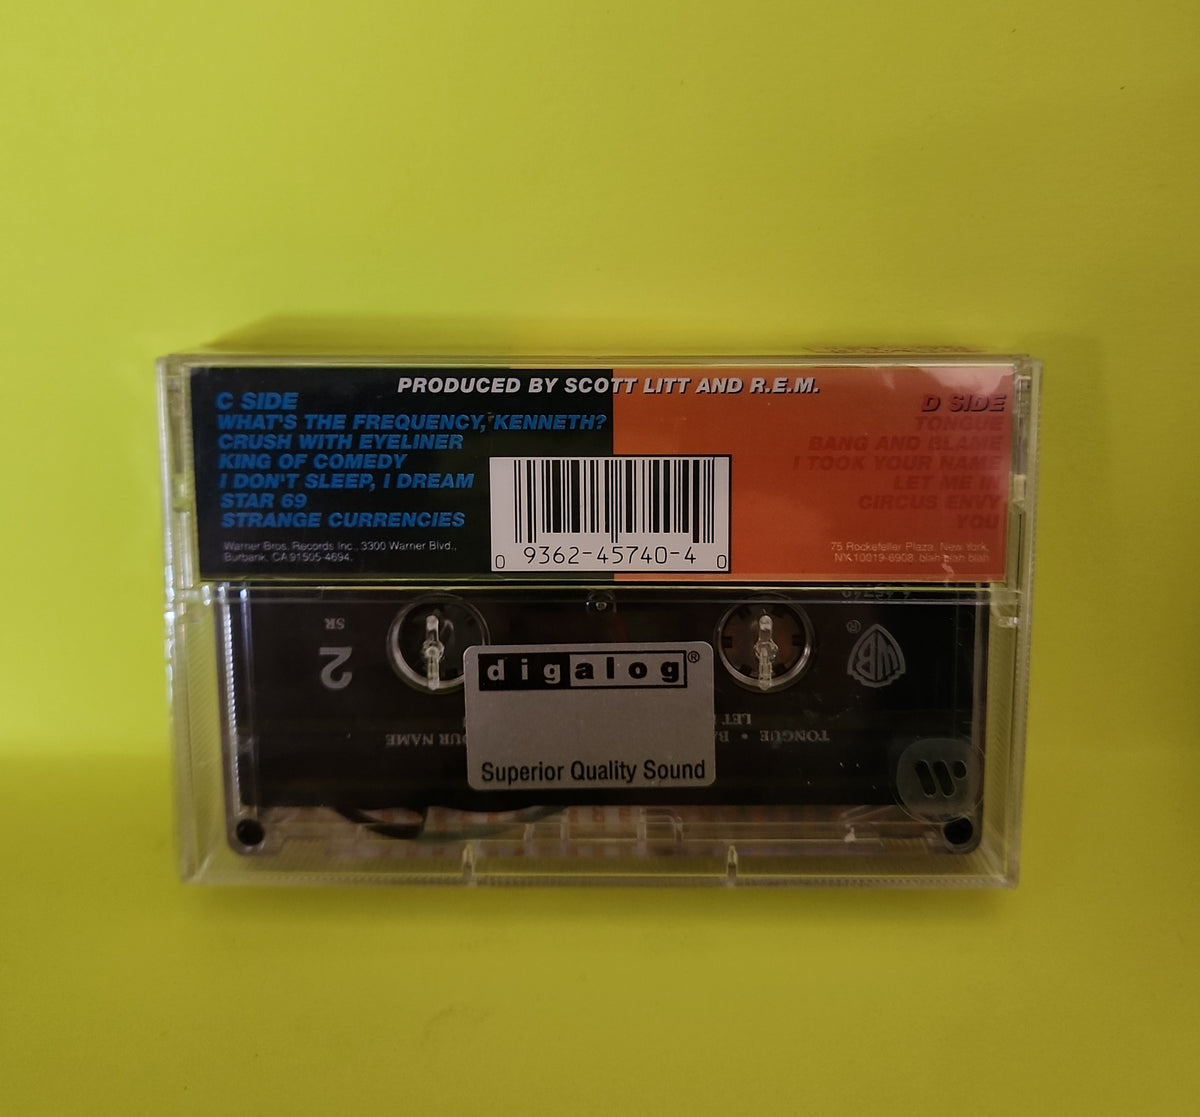 PRODUCED BY SCOTT LITT AND R.E.M.
C SIDE
WHAT'S THE FREQUENCY, KENNETH?
CRUSH WITH EYELINER
KING OF COMEDY
I DON'T SLEEP, I DREAM
STAR 69
STRANGE CURRENCIES
Warner Bros. Records Inc., 3300 Warner Blvd.,
Burbank, CA 91505-4694.
D SIDE
TONGUE
BANG AND BLAME
I TOOK YOUR NAME
LET ME IN
CIRCUS ENVY
YOU
75 Rockefeller Plaza, New York,
NY. 10019-6908. blah blah blah
0 9362-45740-4 0
SR
2
WB
®
digalog®
Superior Quality Sound
LET
TONGUE •
OUR NAME